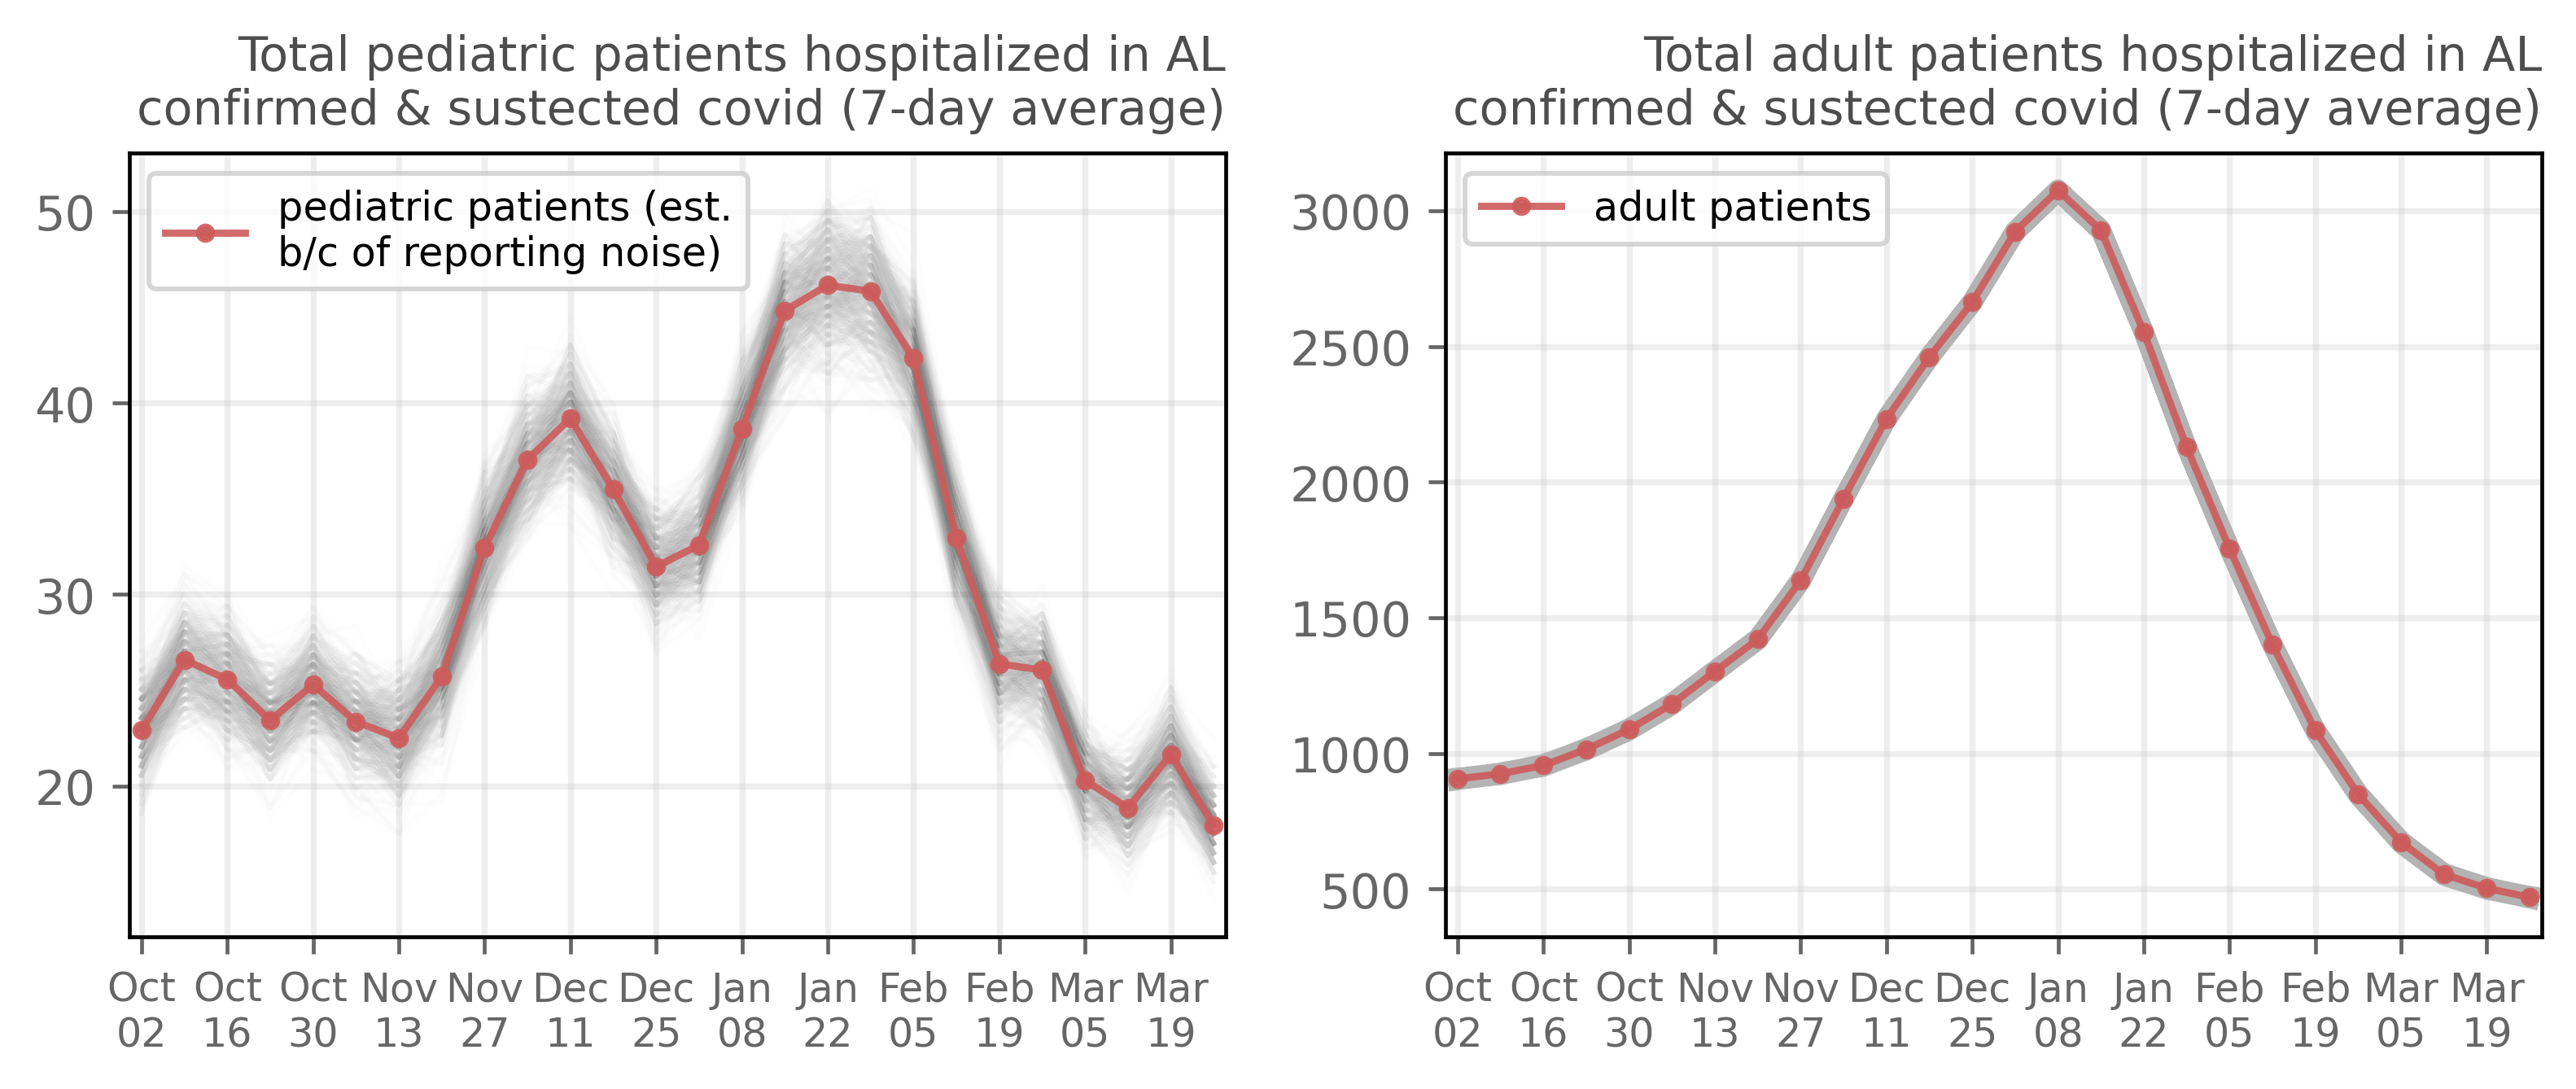 Total pediatric patients hospitalized in AL
confirmed & sustected covid (7-day average)
pediatric patients (est.
b/c of reporting noise)
50
40
30
20
Oct Oct Oct Nov Nov Dec Dec Jan Jan Feb Feb Mar Mar
02 16 30 13 27 11 25 08 22 05 19 05 19
Total adult patients hospitalized in AL
confirmed & sustected covid (7-day average)
adult patients
3000
2500
2000
1500
1000
500
Oct Oct Oct Nov Nov Dec Dec Jan Jan Feb Feb Mar Mar
02 16 30 13 27 11 25 08 22 05 19 05 19